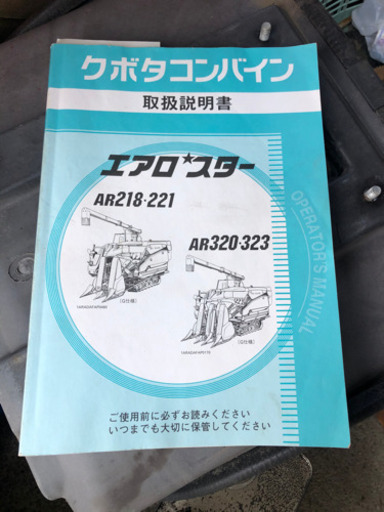 クボタコンバイン
取扱説明書
エアロ★スター
AR218・221
AR320・323
OPERATOR'S MANUAL
(G仕様)
(G仕様)
ご使用前に必ずお読みください
いつまでも大切に保管してください